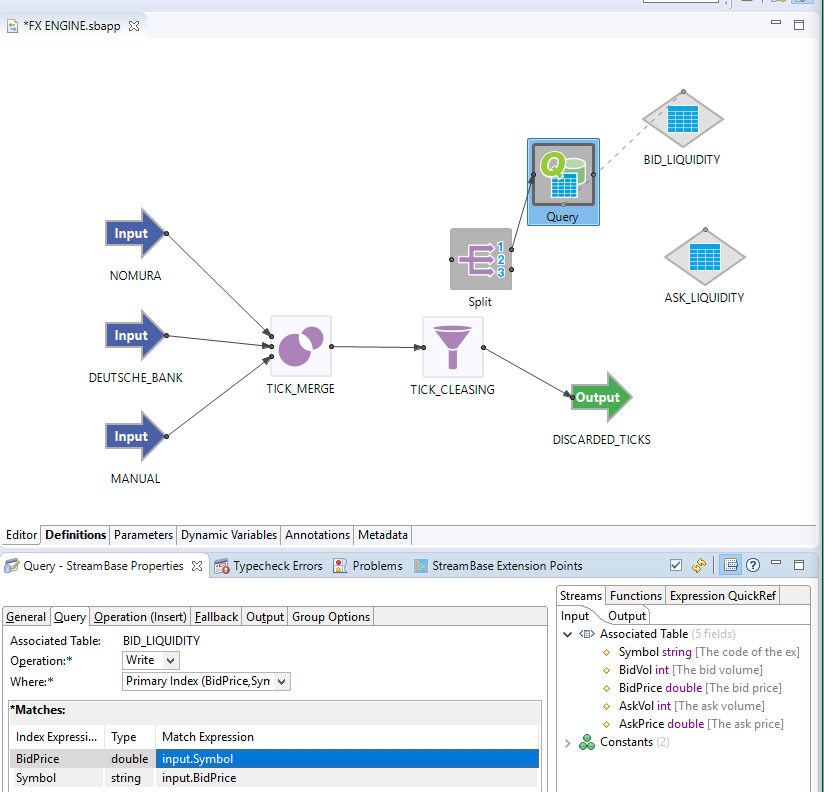 *FX ENGINE.sbapp
BID_LIQUIDITY
Q
Query
Input
1
2
3
NOMURA
Split
ASK_LIQUIDITY
Input
DEUTSCHE_BANK
TICK_MERGE
TICK_CLEASING
Output
Input
DISCARDED_TICKS
MANUAL
Editor Definitions Parameters Dynamic Variables Annotations Metadata
Query - StreamBase Properties Typecheck Errors Problems StreamBase Extension Points
General Query Operation (Insert) Fallback Output Group Options
Associated Table: BID_LIQUIDITY
Operation:* Write
Where:* Primary Index (BidPrice,Sym
*Matches:
Index Expressi... Type Match Expression
BidPrice double input.Symbol
Symbol string input.BidPrice
Streams Functions Expression QuickRef
Input Output
Associated Table (5 fields)
Symbol string [The code of the ex]
BidVol int [The bid volume]
BidPrice double [The bid price]
AskVol int [The ask volume]
AskPrice double [The ask price]
Constants (2)